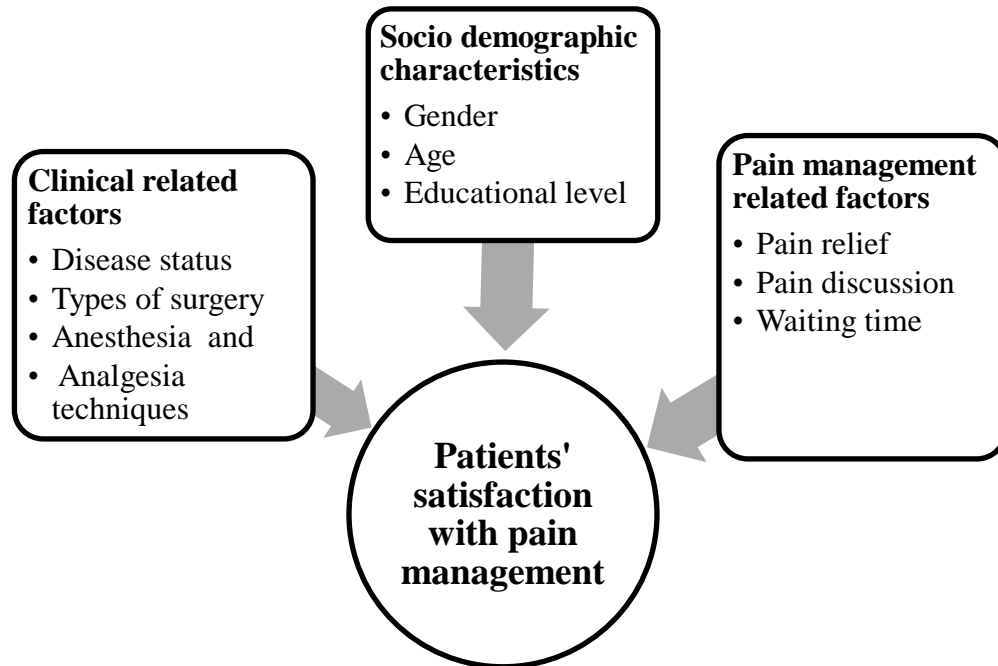 Socio demographic
characteristics
• Gender
• Age
• Educational level
Clinical related
factors
• Disease status
• Types of surgery
• Anesthesia and
• Analgesia
techniques
Pain management
related factors
• Pain relief
• Pain discussion
• Waiting time
Patients'
satisfaction
with pain
management